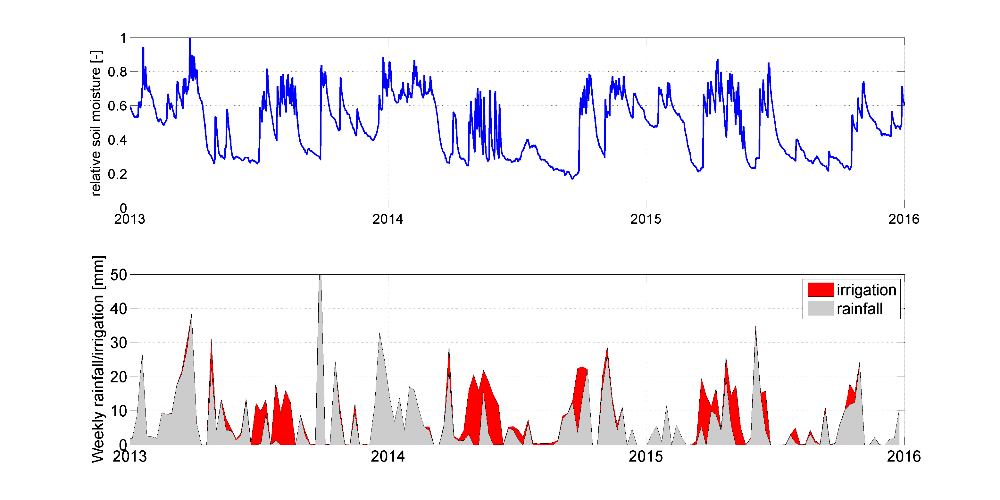 relative soil moisture [-]
1
0.8
0.6
0.4
0.2
0
2013 2014 2015 2016
Weekly rainfall/irrigation [mm]
50
40
30
20
10
0
irrigation
rainfall
2013 2014 2015 2016